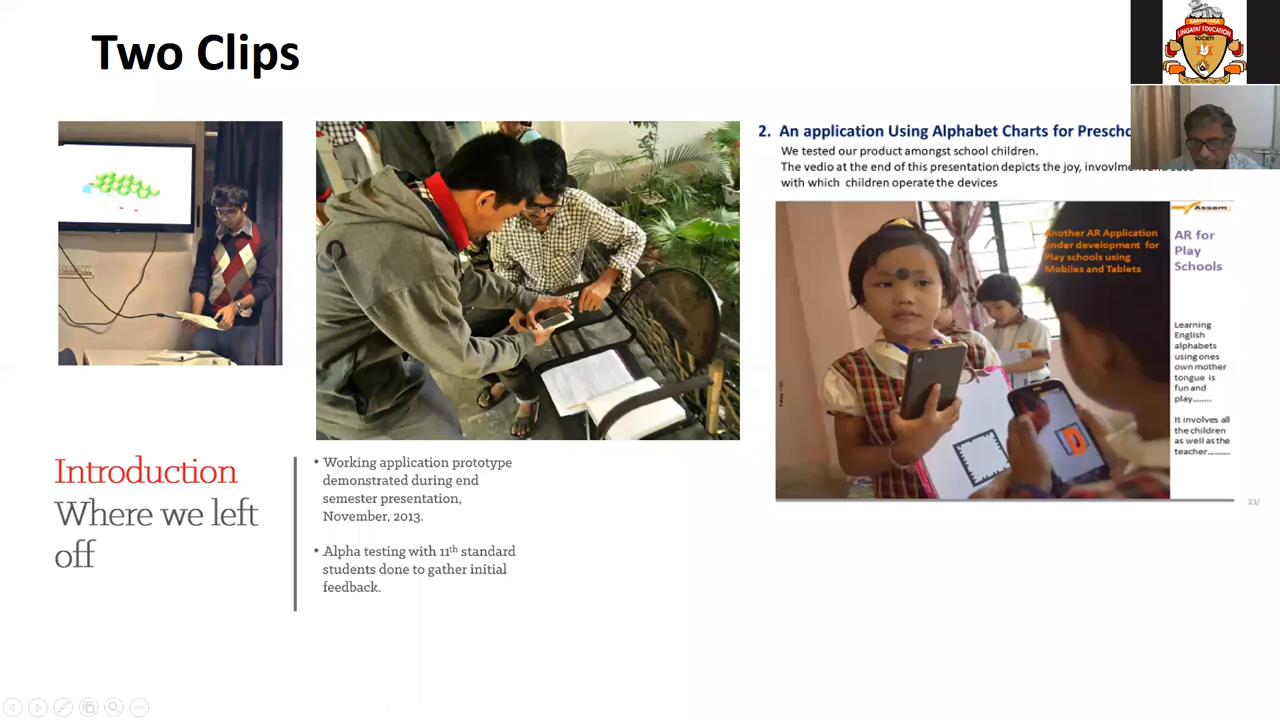 Two Clips
KARNATAKA
LINGAYAT EDUCATION
SOCIETY
2. An application Using Alphabet Charts for
We tested our product amongst school children.
The vedio at the end of this presentation depicts the joy,
with which children operate the devices
Another AR Application
under development for
Play schools using
Mobiles and Tablets
D
Assam
AR for
Play
Schools
Learning
English
alphabets
using ones
own mother
tongue is
fun and
play........
It involves all
the children
as well as the
teacher..........
Introduction
Where we left
off
• Working application prototype
demonstrated during end
semester presentation,
November, 2013.
• Alpha testing with 11th standard
students done to gather initial
feedback.